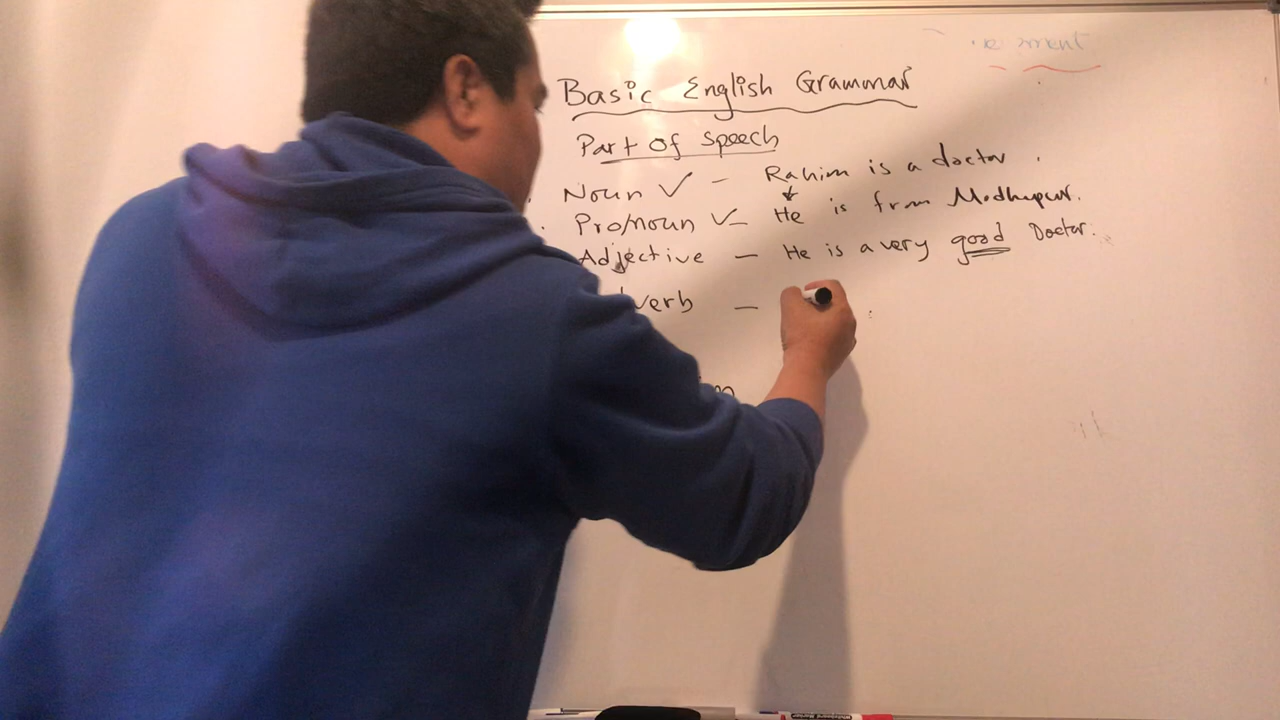 Basic English Grammar
Part of speech
Noun ✓ - Rahim is a doctor.
Pronoun ✓ - He is from Modhupur.
Adjective - He is a very good Doctor.
verb -